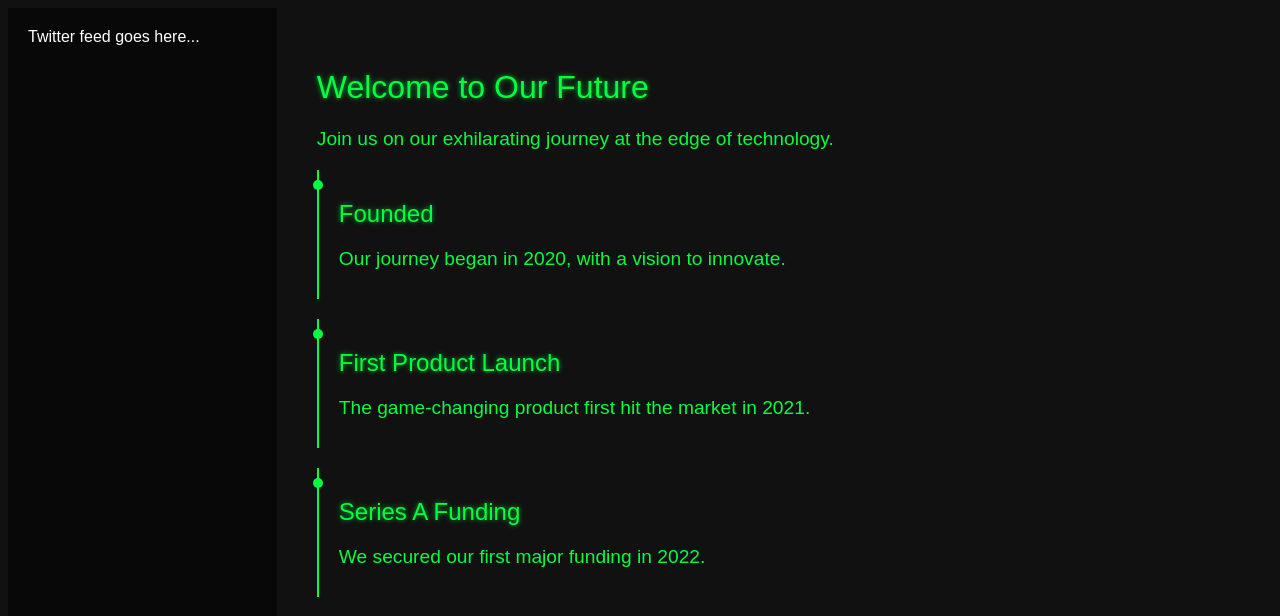 Twitter feed goes here...
Welcome to Our Future
Join us on our exhilarating journey at the edge of technology.
Founded
Our journey began in 2020, with a vision to innovate.
First Product Launch
The game-changing product first hit the market in 2021.
Series A Funding
We secured our first major funding in 2022.